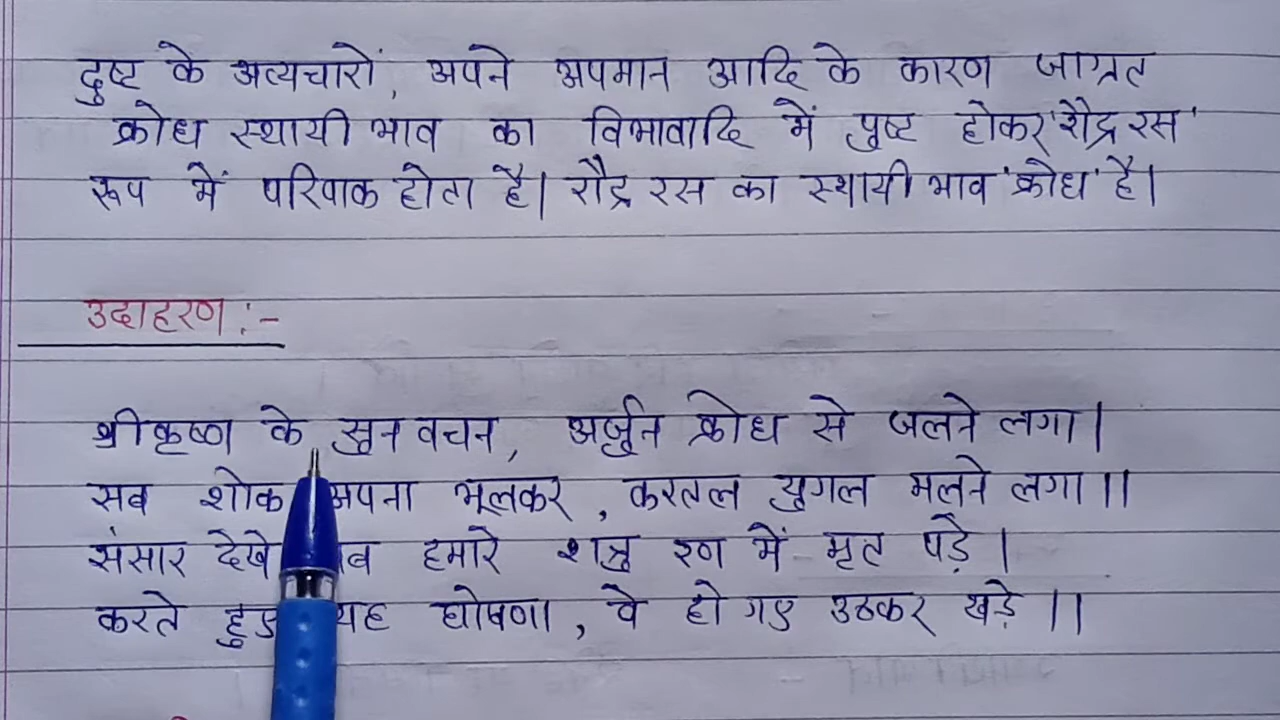 दुष्ट के अत्यचारों, अपने अपमान आदि के कारण जाग्रत
क्रोध स्थायी भाव का विभावादि में पुष्ट होकर 'रौद्र रस'
रूप में परिपाक होता है। रौद्र रस का स्थायी भाव 'क्रोध' है।
उदाहरण :-
श्रीकृष्ण के सुन वचन, अर्जुन क्रोध से जलने लगा।
सब शोक अपना भूलकर, करतल युगल मलने लगा॥
संसार देखे हमारे शत्रु रण में मृत पड़े।
करते हुए यह घोषणा, वे हो गए उठकर खड़े॥